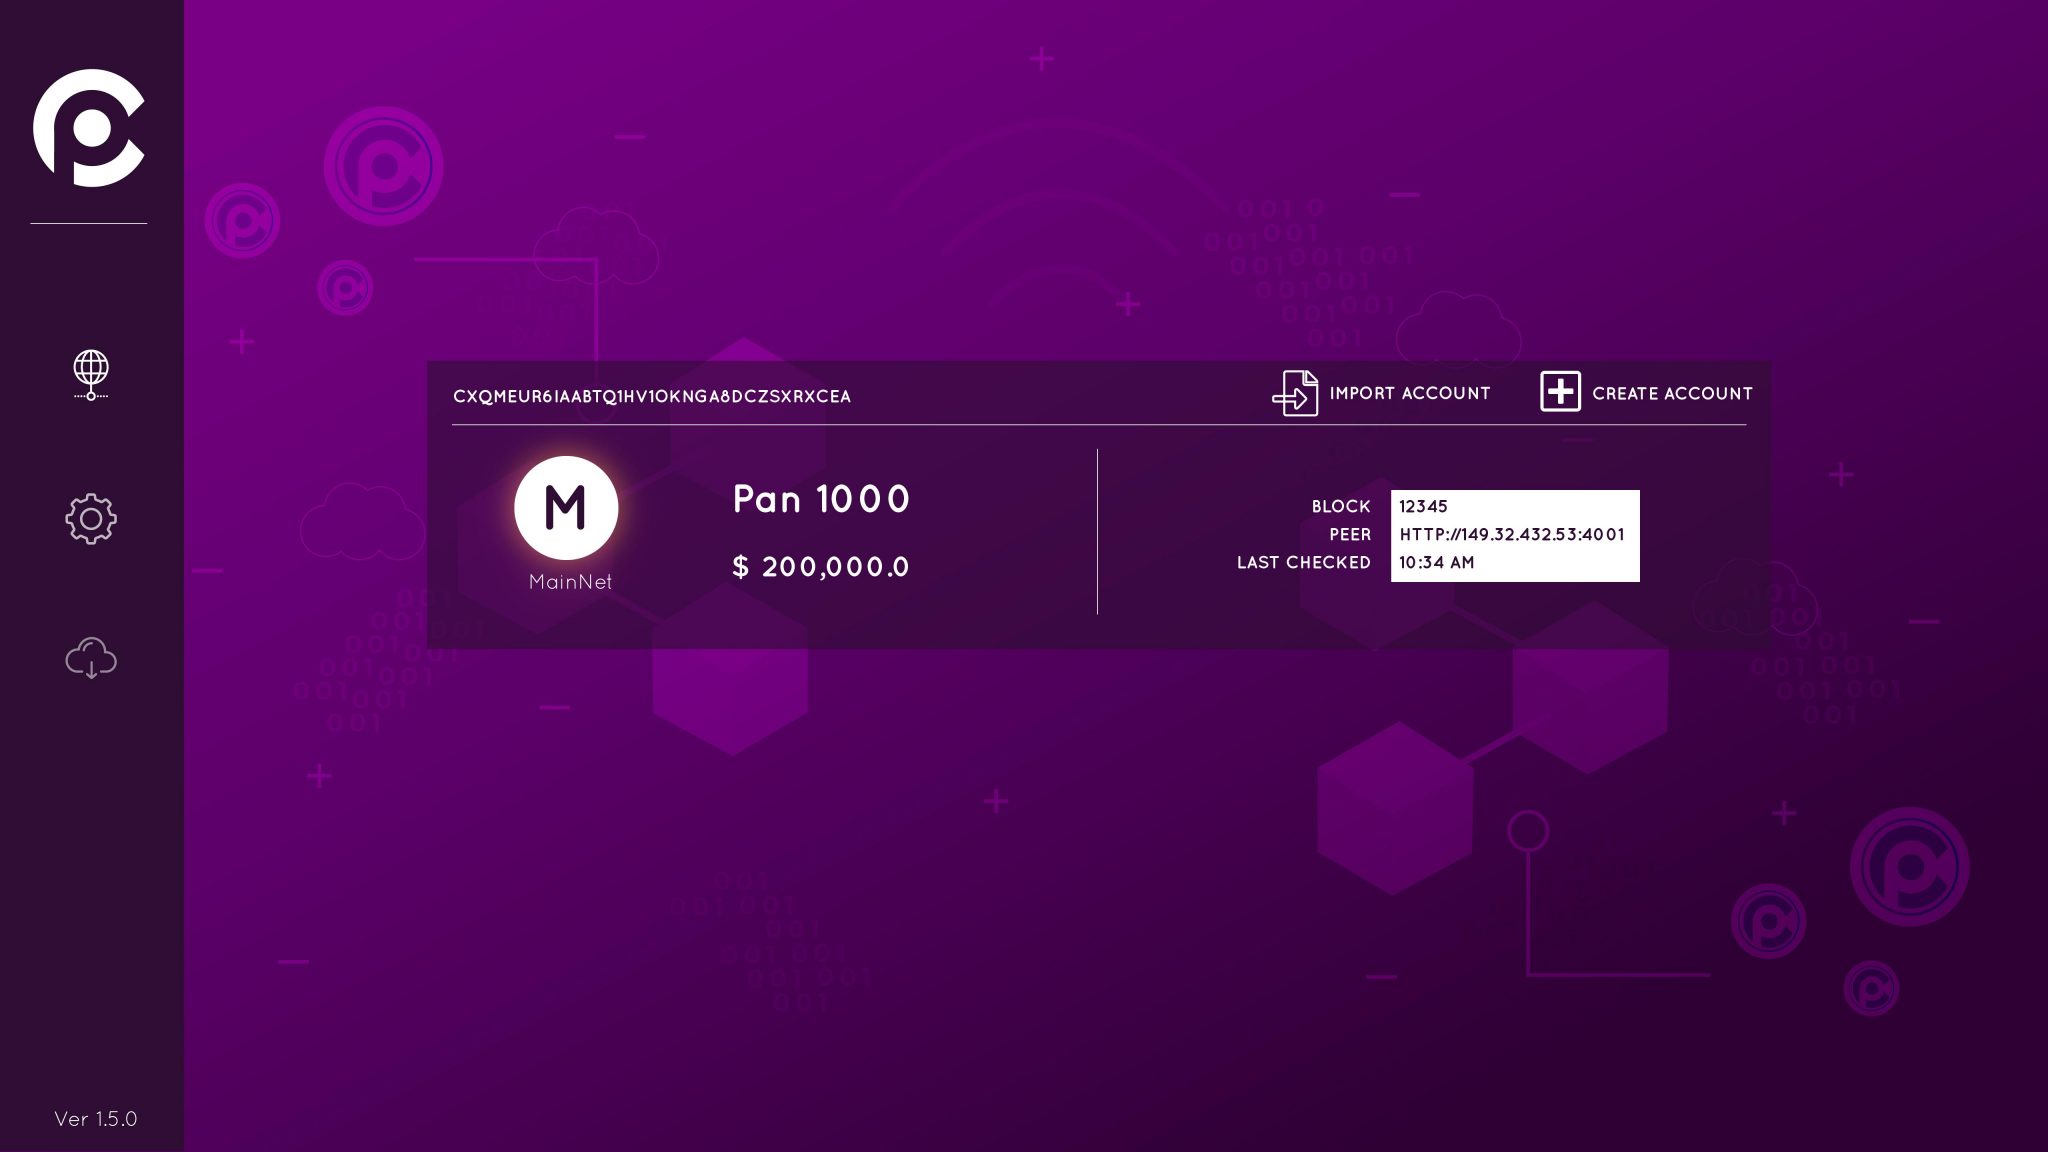 CXQMEUR6IAABTQ1HV1OKNGA8DCZSXRXCEA
IMPORT ACCOUNT
CREATE ACCOUNT
M
MainNet
Pan 1000
$ 200,000.0
BLOCK 12345
PEER HTTP://149.32.432.53:4001
LAST CHECKED 10:34 AM
Ver 1.5.0